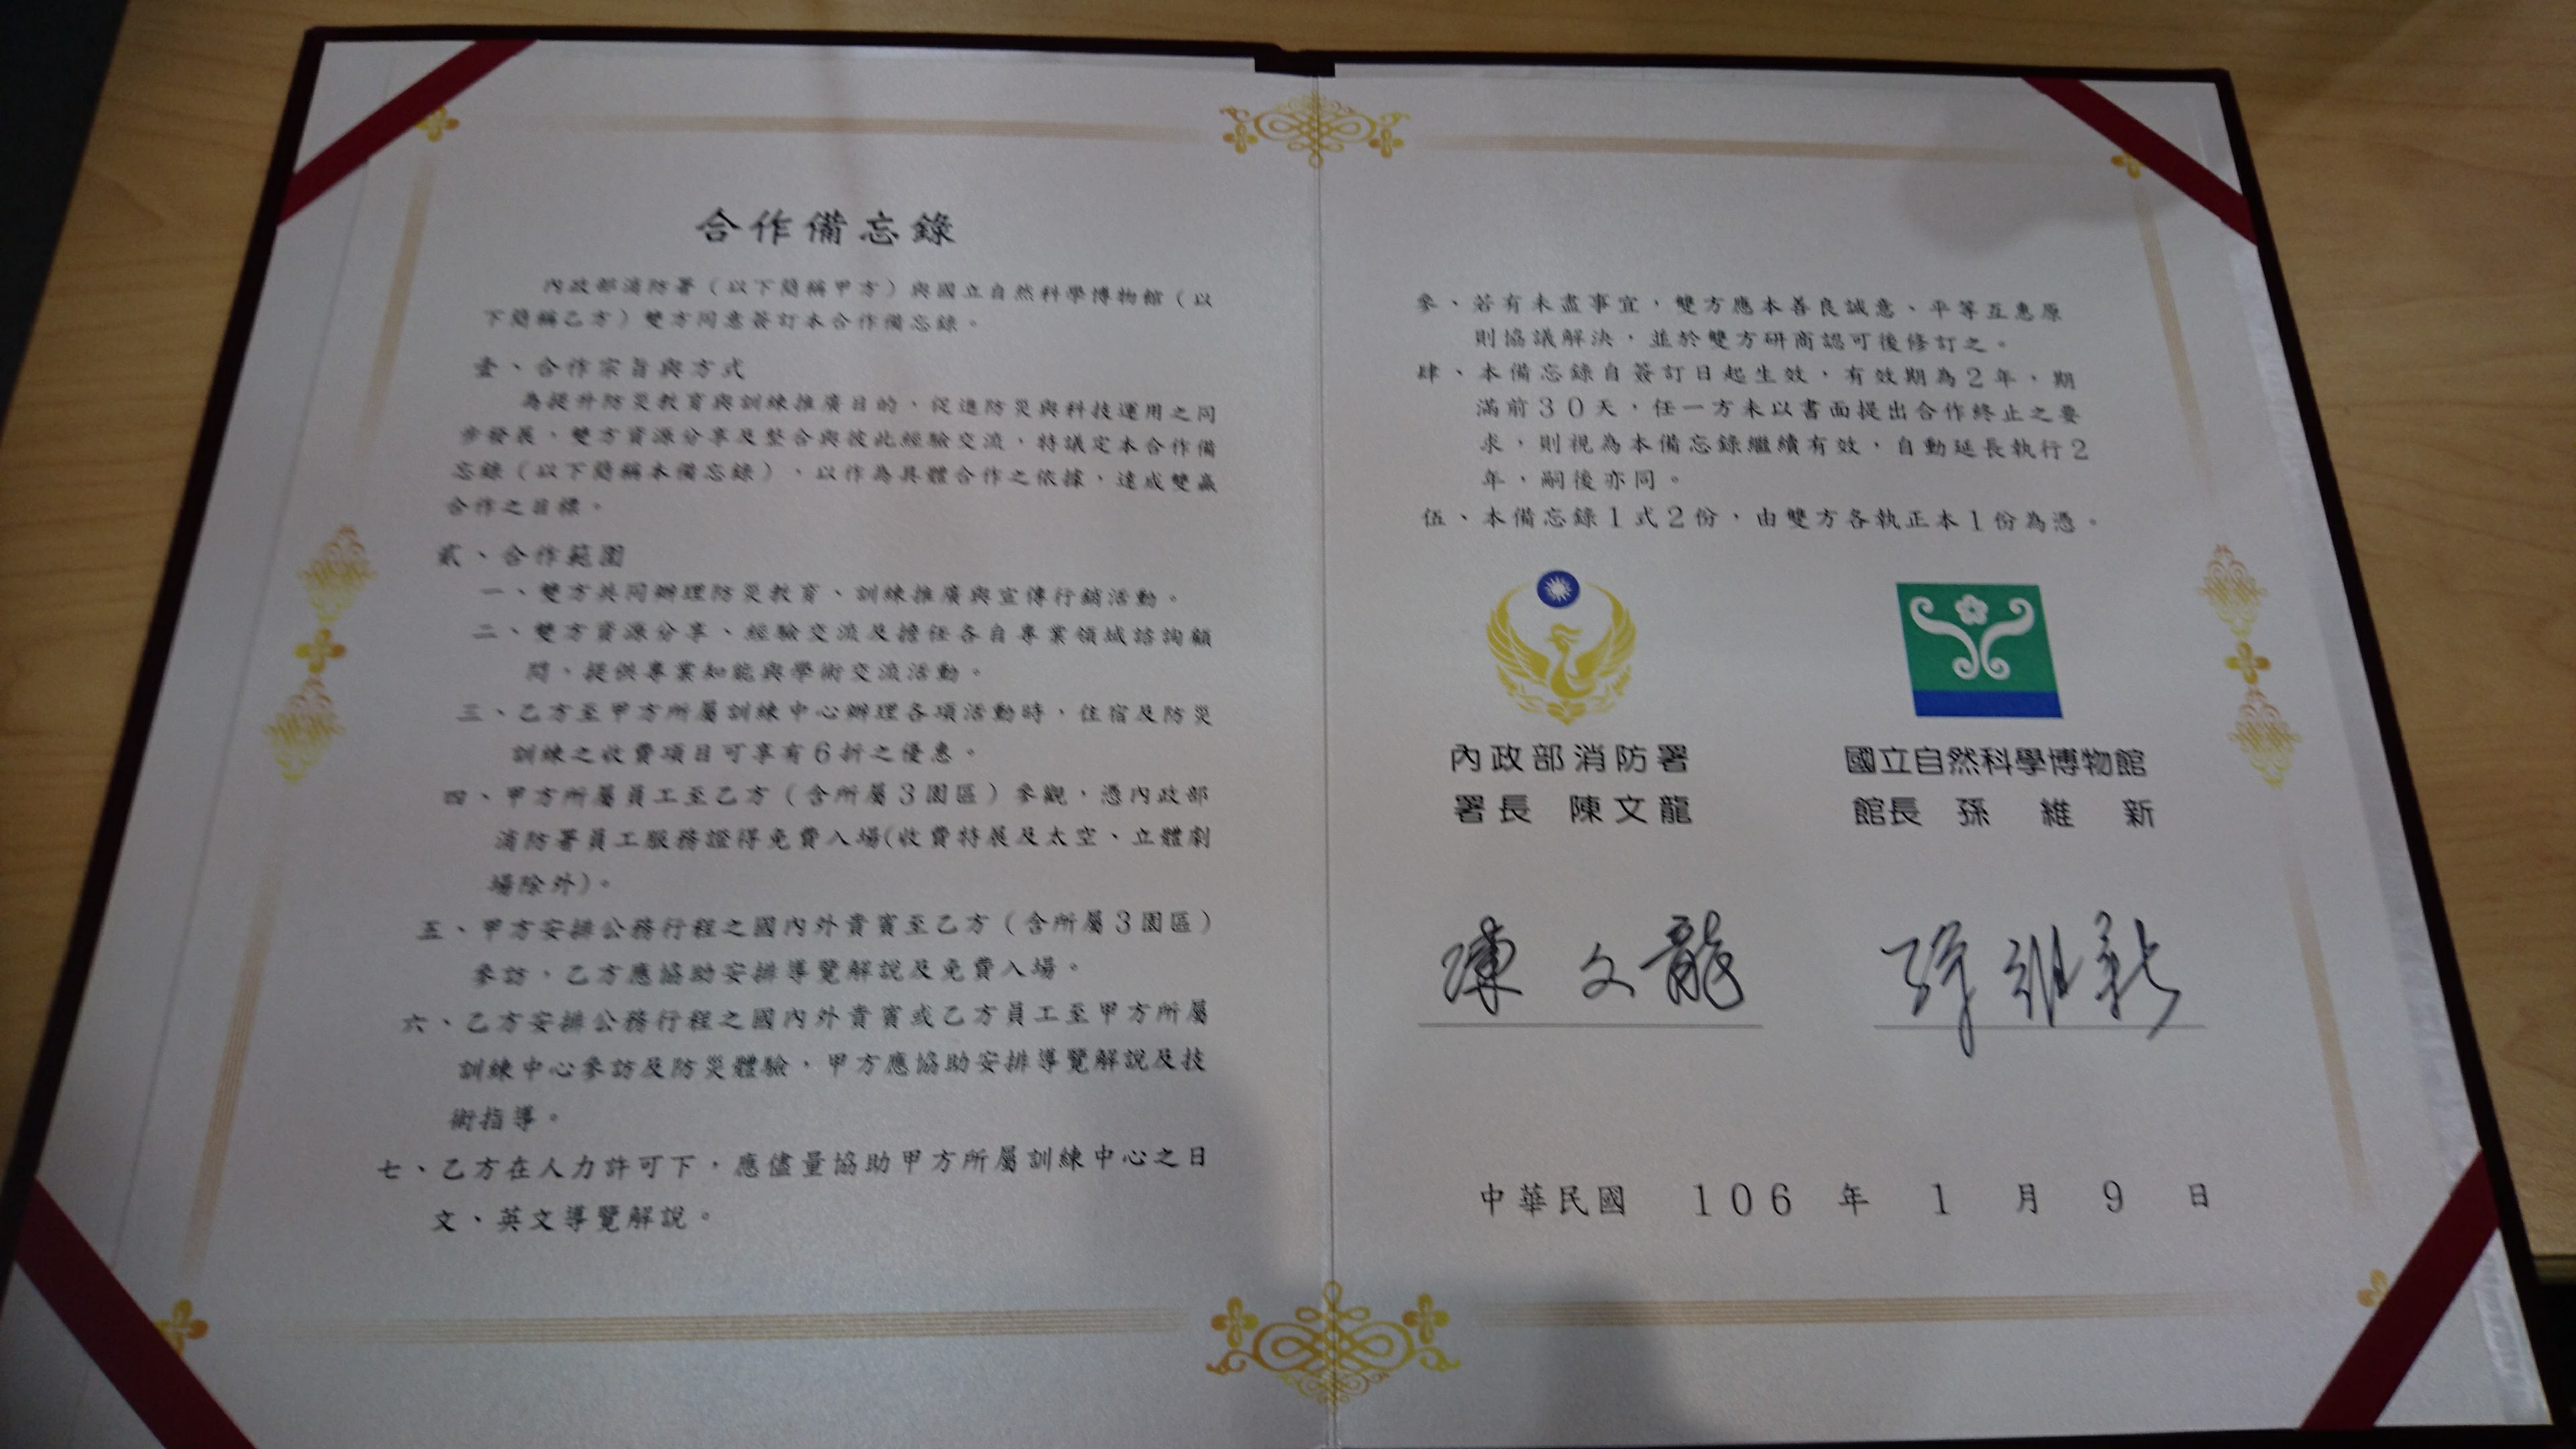 合作備忘錄
內政部消防署（以下簡稱甲方）與國立自然科學博物館（以
下簡稱乙方）雙方同意簽訂本合作備忘錄。
壹、合作宗旨與方式
為提升防災教育與訓練推廣目的，促進防災與科技運用之同
步發展，雙方資源分享及整合與彼此經驗交流，特議定本合作備
忘錄（以下簡稱本備忘錄），以作為具體合作之依據，達成雙贏
合作之目標。
貳、合作範圍
一、雙方共同辦理防災教育、訓練推廣與宣傳行銷活動。
二、雙方資源分享、經驗交流及擔任各自專業領域諮詢顧
問，提供專業知能與學術交流活動。
三、乙方至甲方所屬訓練中心辦理各項活動時，住宿及防災
訓練之收費項目可享有6折之優惠。
四、甲方所屬員工至乙方（含所屬3園區）參觀，憑內政部
消防署員工服務證得免費入場(收費特展及太空、立體劇
場除外)。
五、甲方安排公務行程之國內外貴賓至乙方（含所屬3園區）
參訪，乙方應協助安排導覽解說及免費入場。
六、乙方安排公務行程之國內外貴賓或乙方員工至甲方所屬
訓練中心參訪及防災體驗，甲方應協助安排導覽解說及技
術指導。
七、乙方在人力許可下，應儘量協助甲方所屬訓練中心之日
文、英文導覽解說。
參、若有未盡事宜，雙方應本善良誠意、平等互惠原
則協議解決，並於雙方研商認可後修訂之。
肆、本備忘錄自簽訂日起生效，有效期為2年，期
滿前30天，任一方未以書面提出合作終止之要
求，則視為本備忘錄繼續有效，自動延長執行2
年，嗣後亦同。
伍、本備忘錄1式2份，由雙方各執正本1份為憑。
內政部消防署
署長 陳文龍
國立自然科學博物館
館長 孫維新
陳文龍
孫維新
中華民國 106 年 1 月 9 日